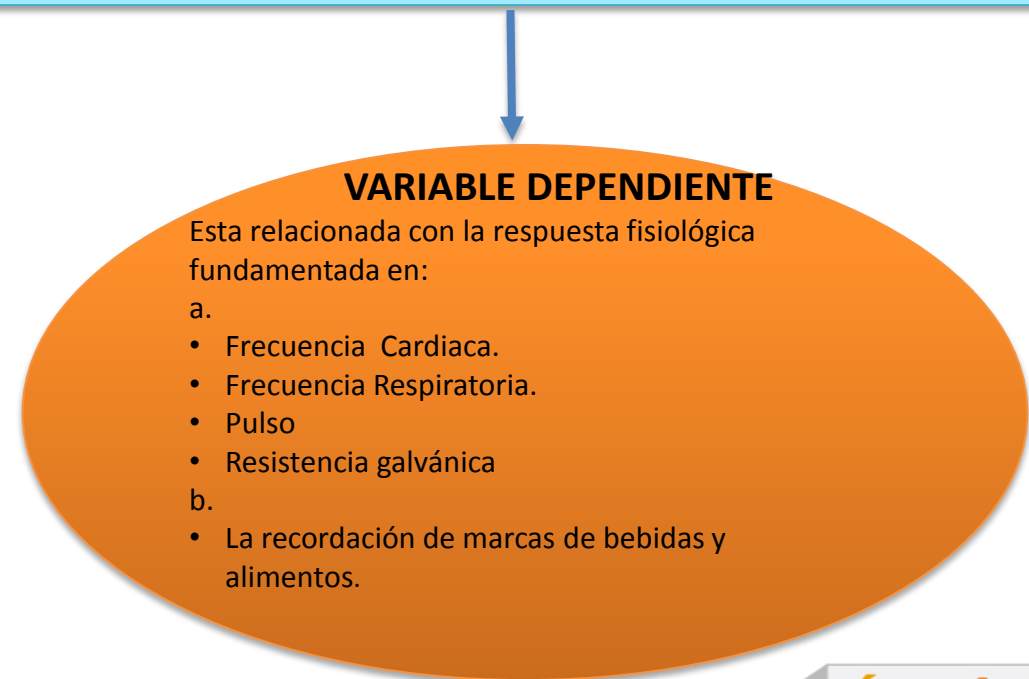 VARIABLE DEPENDIENTE
Esta relacionada con la respuesta fisiológica
fundamentada en:
a.
• Frecuencia Cardiaca.
• Frecuencia Respiratoria.
• Pulso
• Resistencia galvánica
b.
• La recordación de marcas de bebidas y
alimentos.